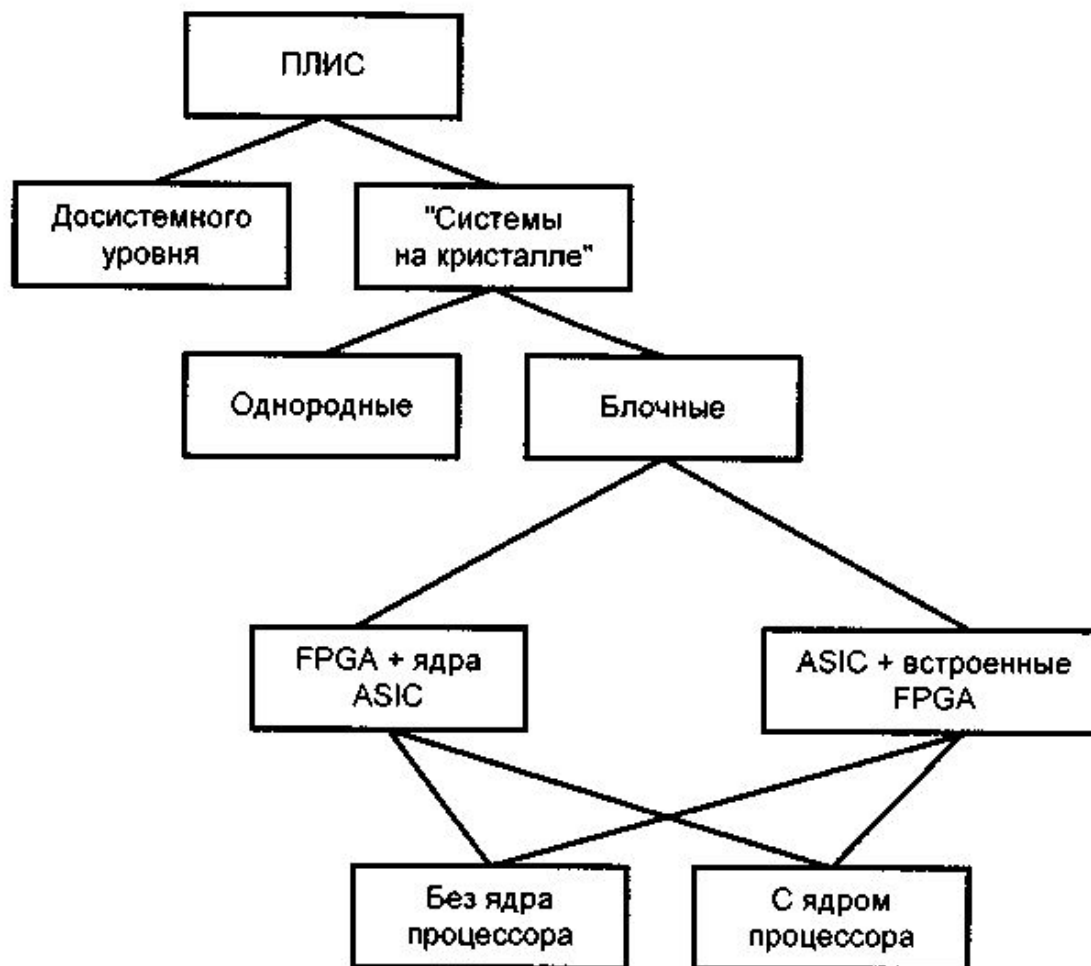 ПЛИС
Досистемного
уровня
"Системы
на кристалле"
Однородные
Блочные
FPGA + ядра
ASIC
ASIC + встроенные
FPGA
Без ядра
процессора
С ядром
процессора